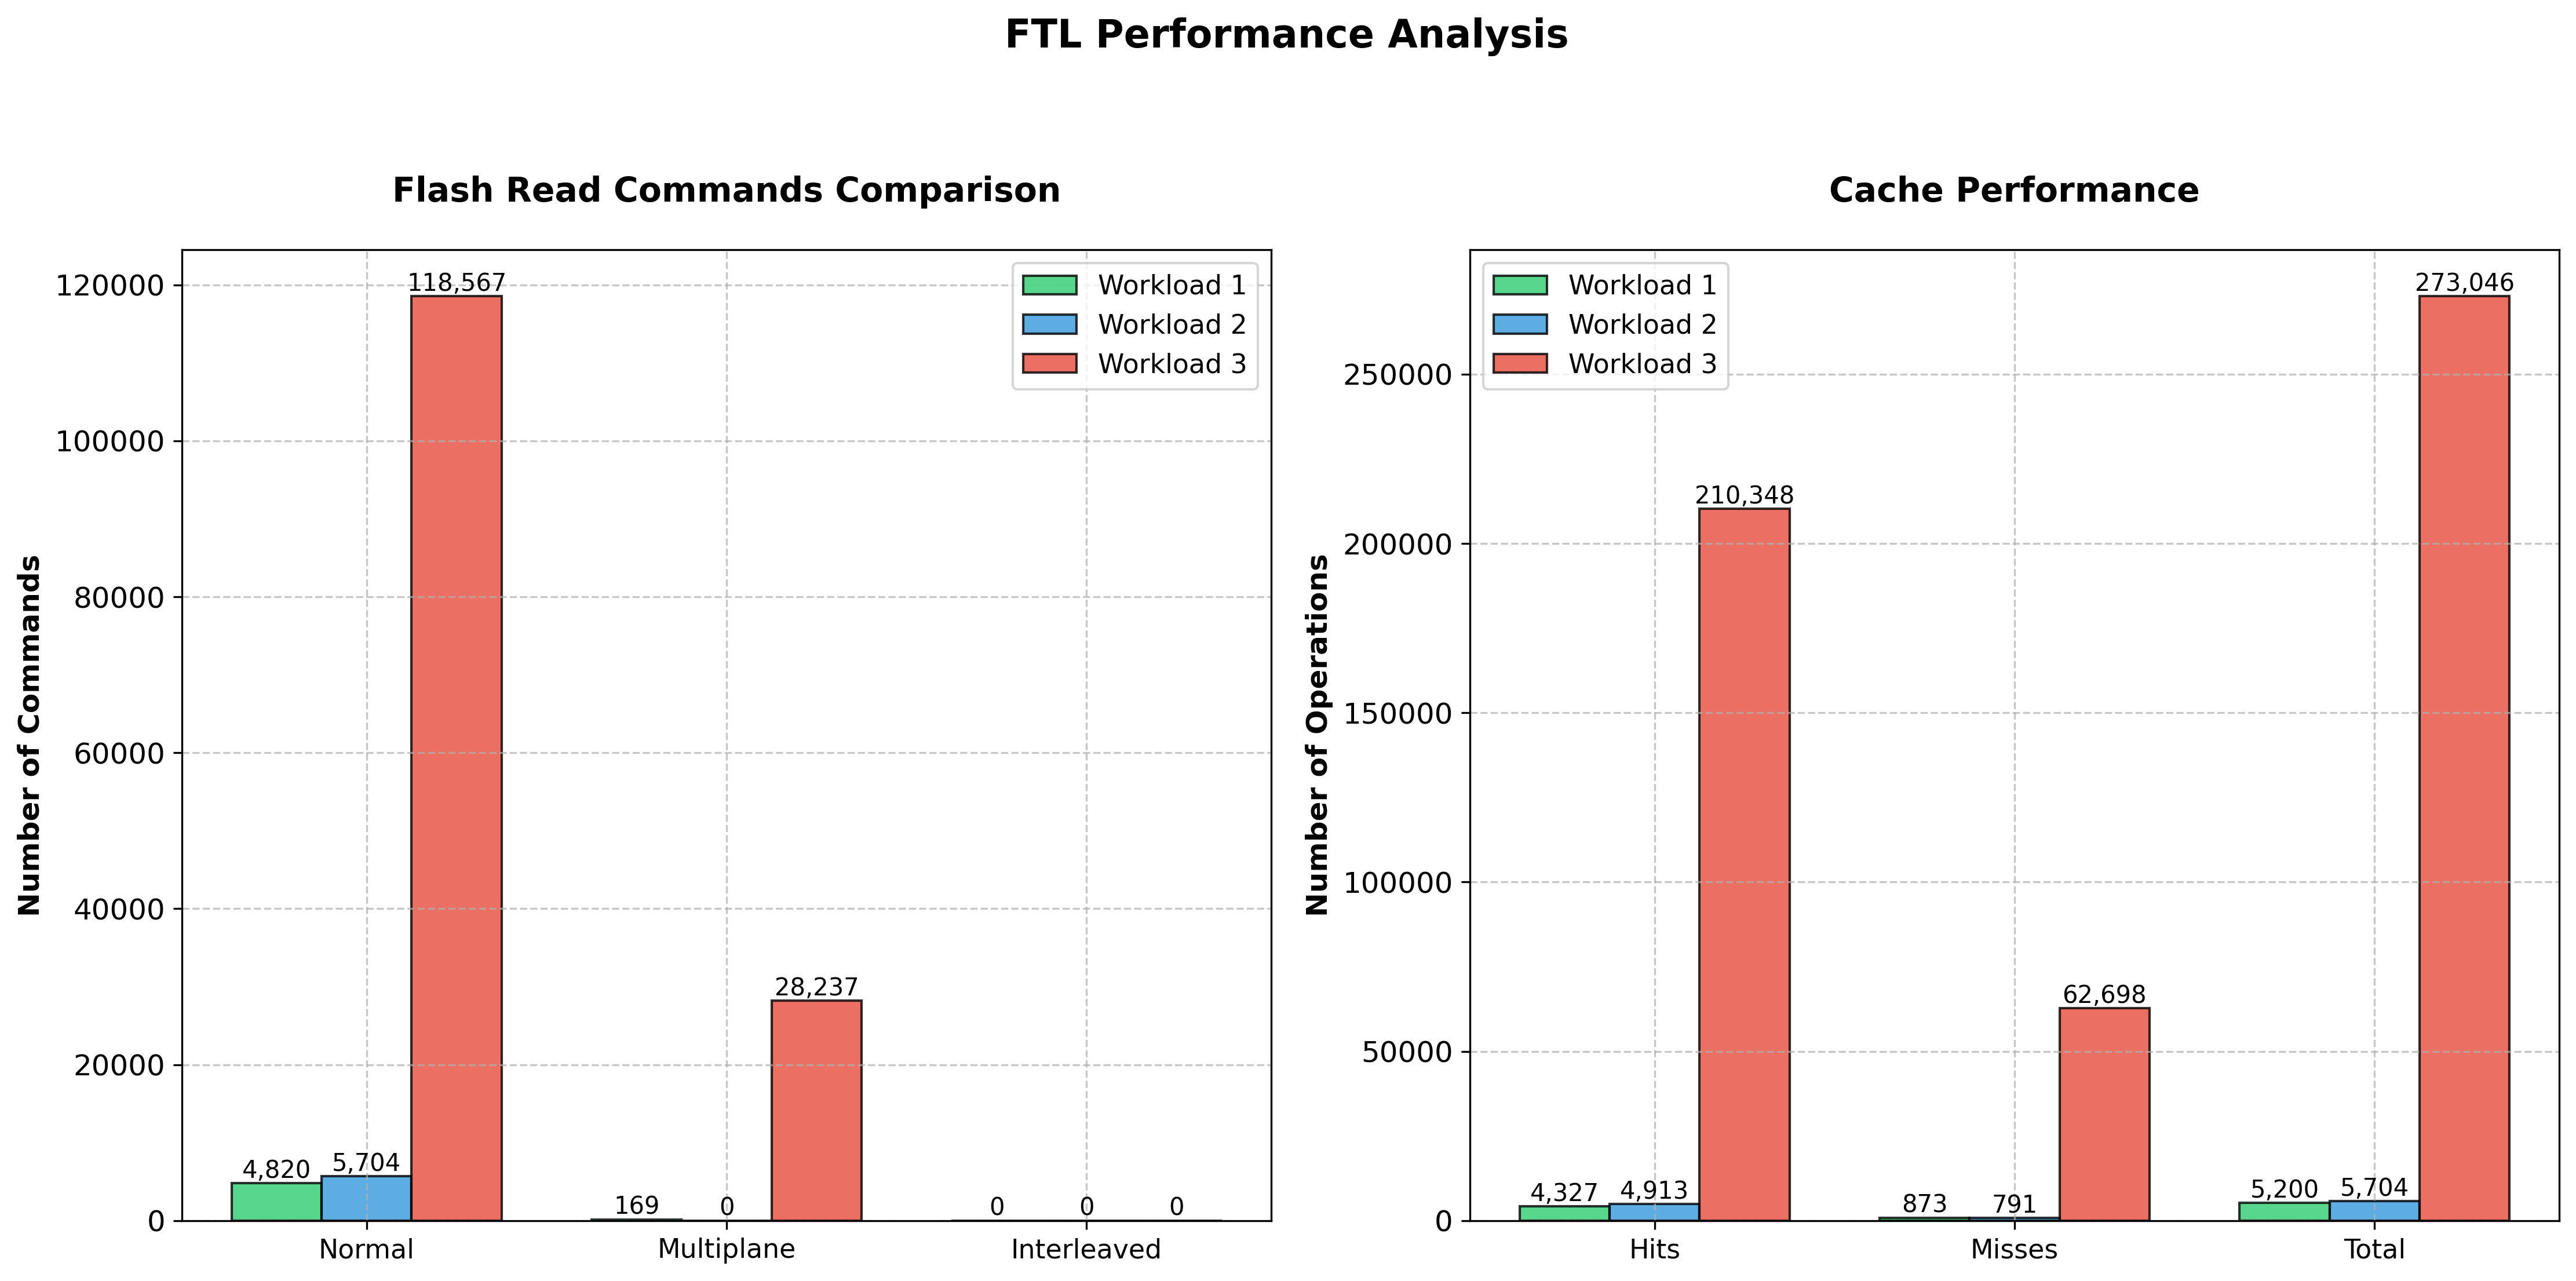 FTL Performance Analysis
Flash Read Commands Comparison
Number of Commands
120000
100000
80000
60000
40000
20000
0
118,567
28,237
4,820
5,704
169
0
0
0
0
Workload 1
Workload 2
Workload 3
Normal
Multiplane
Interleaved
Cache Performance
Number of Operations
250000
200000
150000
100000
50000
0
Workload 1
Workload 2
Workload 3
273,046
210,348
62,698
4,327
4,913
873
791
5,200
5,704
Hits
Misses
Total